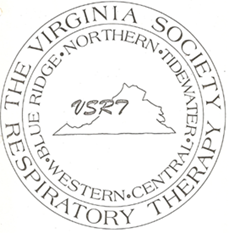 THE VIRGINIA SOCIETY
RESPIRATORY THERAPY
BLUE RIDGE•NORTHERN•TIDEWATER•
•WESTERN•CENTRAL•
VSRT